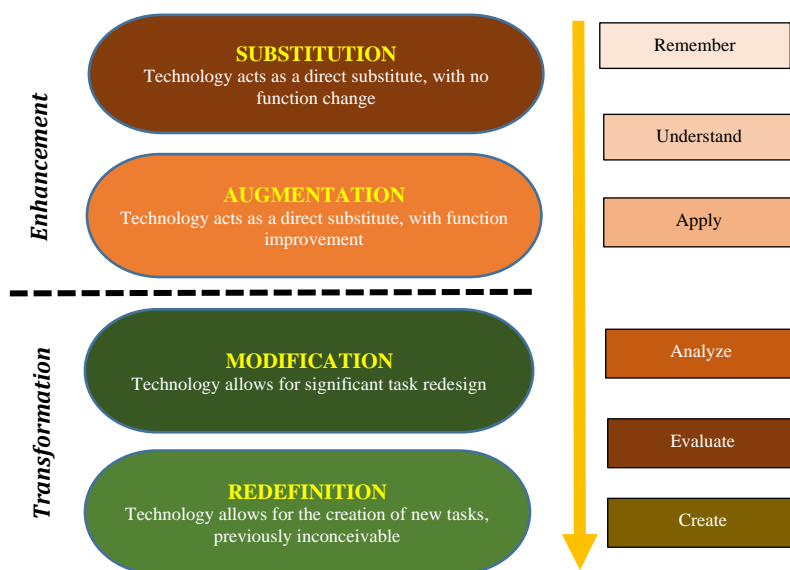 Enhancement
SUBSTITUTION
Technology acts as a direct substitute, with no
function change
AUGMENTATION
Technology acts as a direct substitute, with function
improvement
Transformation
MODIFICATION
Technology allows for significant task redesign
REDEFINITION
Technology allows for the creation of new tasks,
previously inconceivable
Remember
Understand
Apply
Analyze
Evaluate
Create